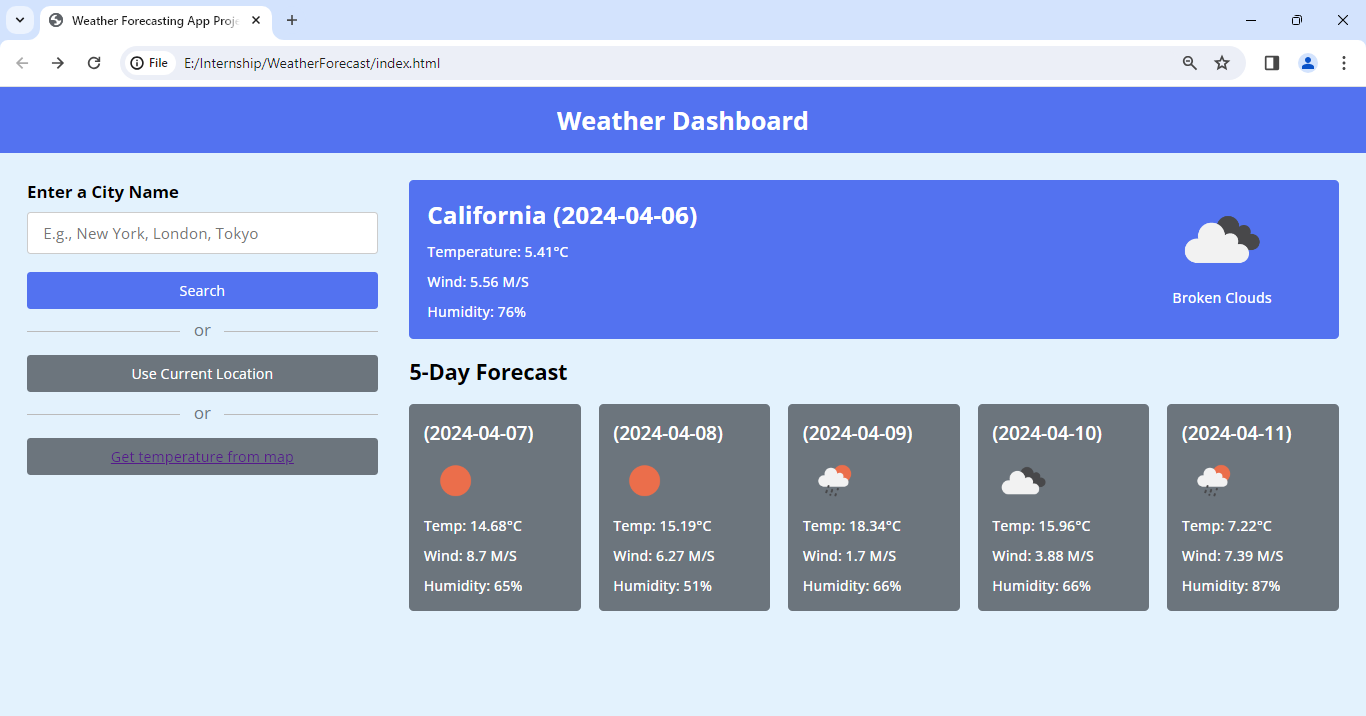 Weather Forecasting App Proje
File
E:/Internship/WeatherForecast/index.html
Weather Dashboard
Enter a City Name
E.g., New York, London, Tokyo
Search
or
Use Current Location
or
Get temperature from map
California (2024-04-06)
Temperature: 5.41°C
Wind: 5.56 M/S
Humidity: 76%
Broken Clouds
5-Day Forecast
(2024-04-07)
Temp: 14.68°C
Wind: 8.7 M/S
Humidity: 65%
(2024-04-08)
Temp: 15.19°C
Wind: 6.27 M/S
Humidity: 51%
(2024-04-09)
Temp: 18.34°C
Wind: 1.7 M/S
Humidity: 66%
(2024-04-10)
Temp: 15.96°C
Wind: 3.88 M/S
Humidity: 66%
(2024-04-11)
Temp: 7.22°C
Wind: 7.39 M/S
Humidity: 87%